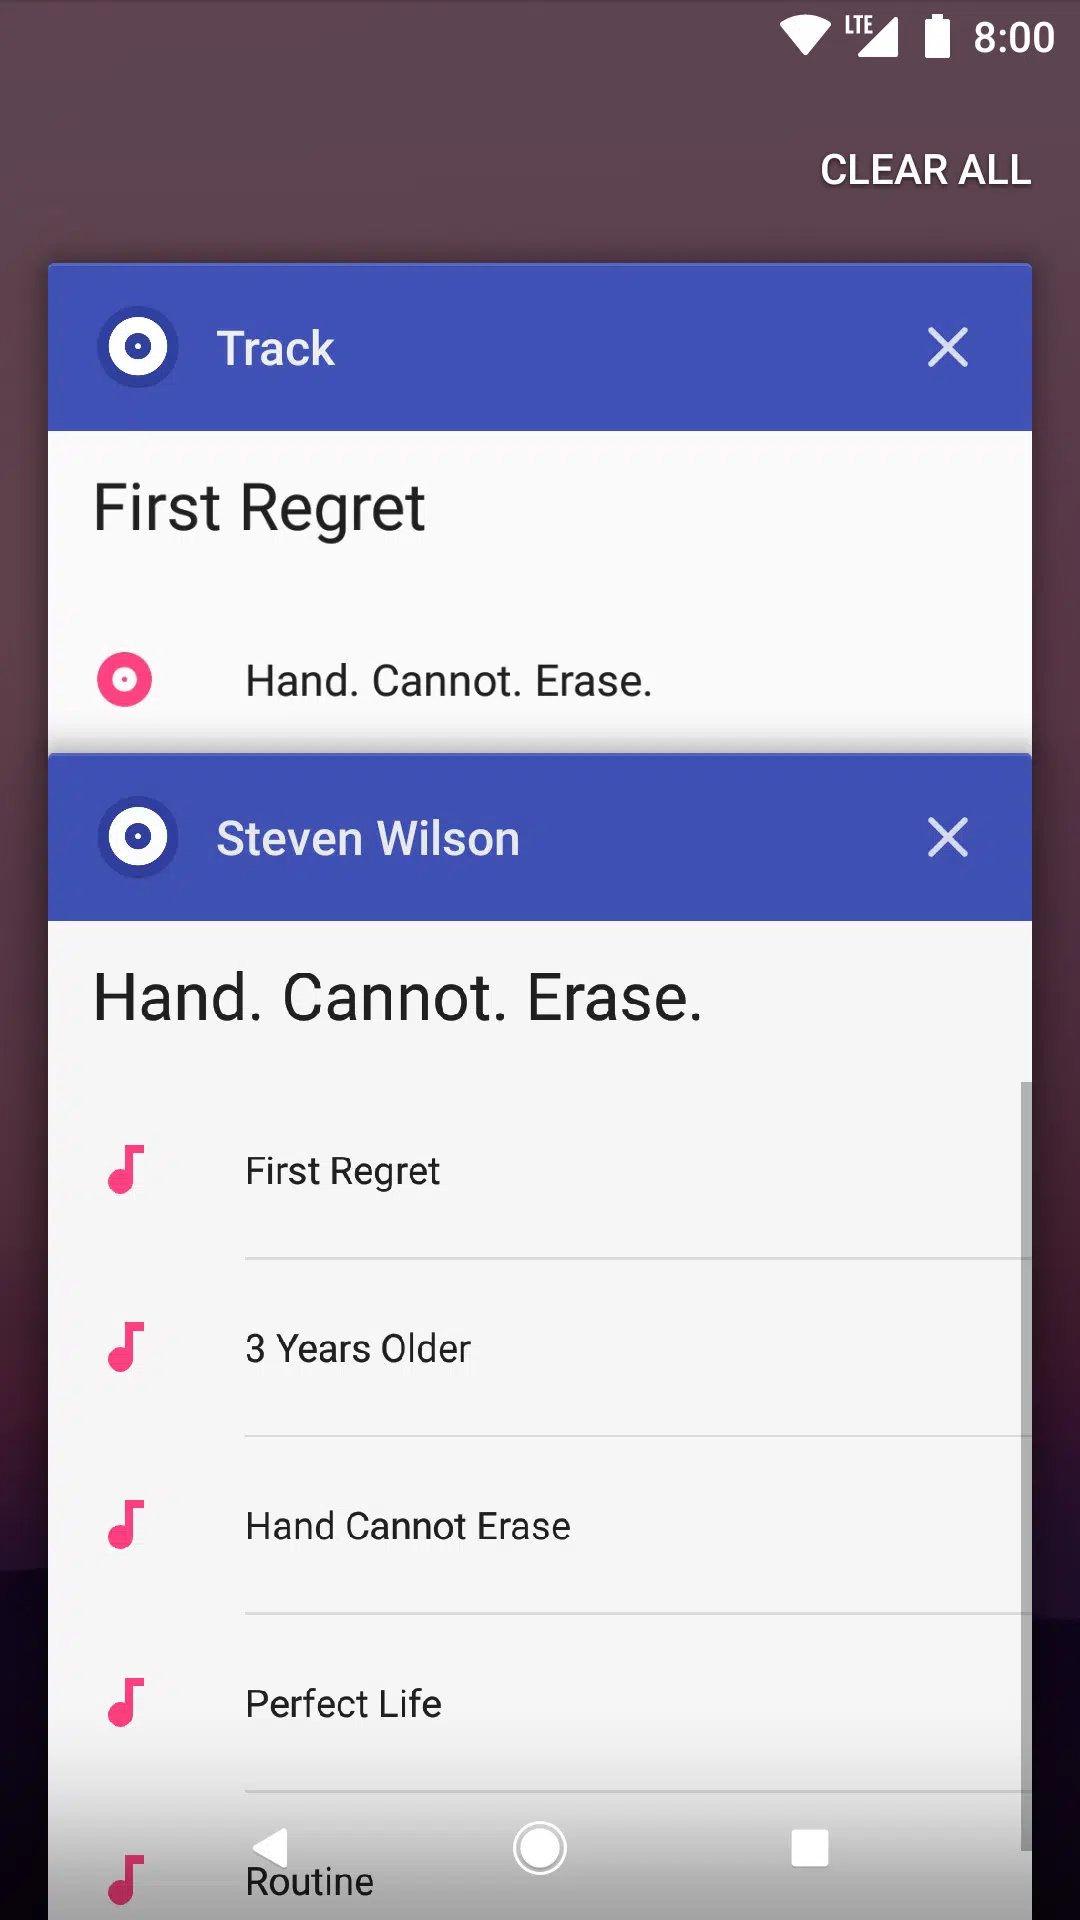 LTE 8:00
CLEAR ALL
Track
First Regret
Hand. Cannot. Erase.
Steven Wilson
Hand. Cannot. Erase.
First Regret
3 Years Older
Hand Cannot Erase
Perfect Life
Routine